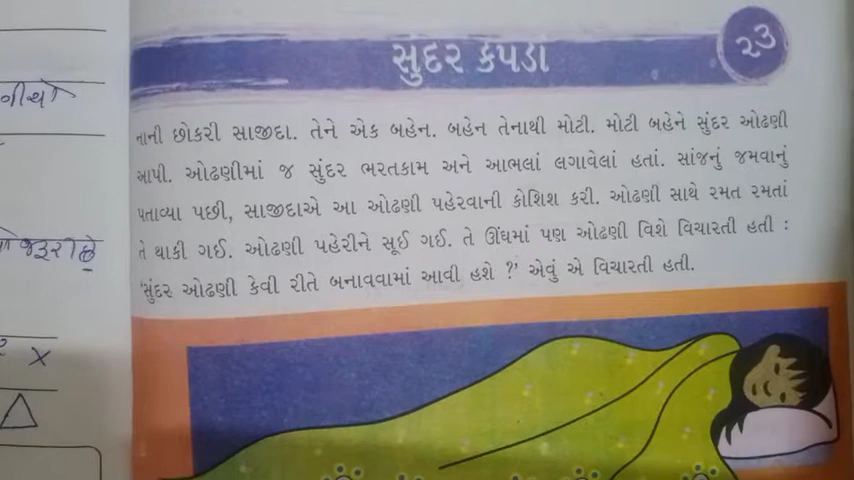 સુંદર કપડાં
૨૩
નાની છોકરી સાજીદા. તેને એક બહેન. બહેન તેનાથી મોટી. મોટી બહેને સુંદર ઓઢણી
આપી. ઓઢણીમાં જ સુંદર ભરતકામ અને આભલાં લગાવેલાં હતાં. સાંજનું જમવાનું
પતાવ્યા પછી, સાજીદાએ આ ઓઢણી પહેરવાની કોશિશ કરી. ઓઢણી સાથે રમત રમતાં
તે થાકી ગઈ. ઓઢણી પહેરીને સૂઈ ગઈ. તે ઊંઘમાં પણ ઓઢણી વિશે વિચારતી હતી :
‘સુંદર ઓઢણી કેવી રીતે બનાવવામાં આવી હશે ?’ એવું એ વિચારતી હતી.